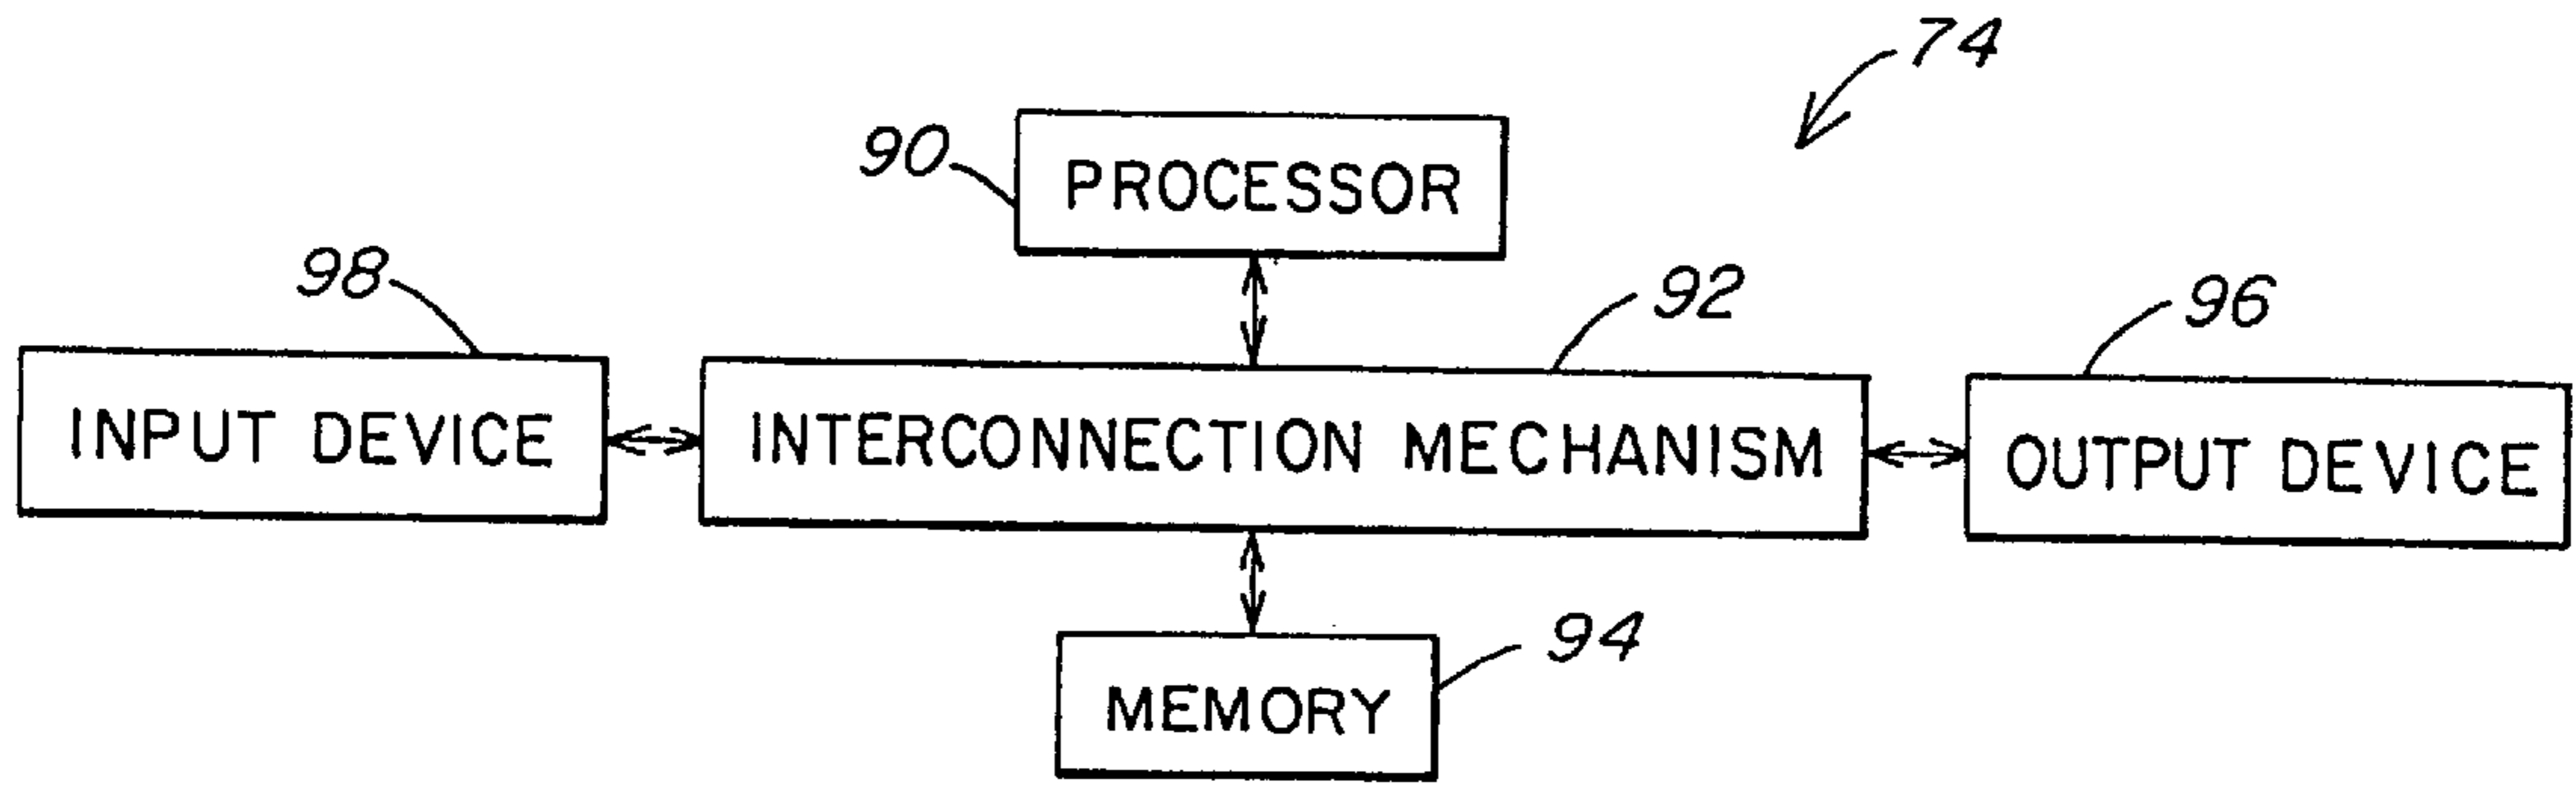 74
90
PROCESSOR
98
92
96
INPUT DEVICE
INTERCONNECTION MECHANISM
OUTPUT DEVICE
94
MEMORY